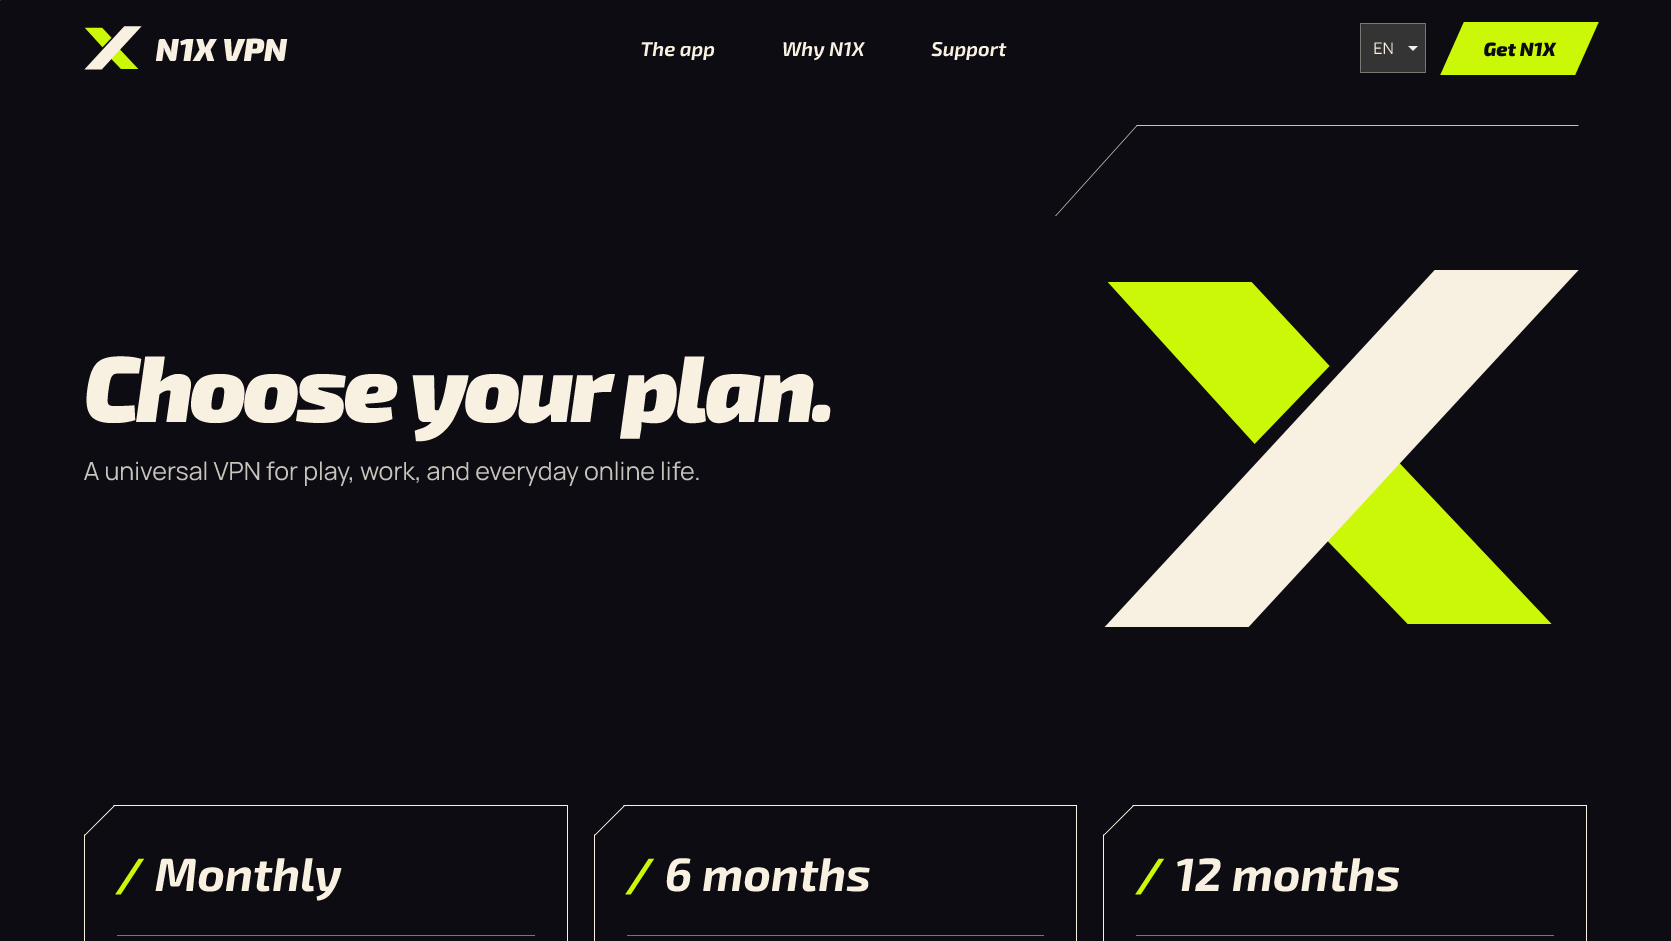 N1X VPN
The app
Why N1X
Support
EN
Get N1X
Choose your plan.
A universal VPN for play, work, and everyday online life.
/ Monthly
/ 6 months
/ 12 months